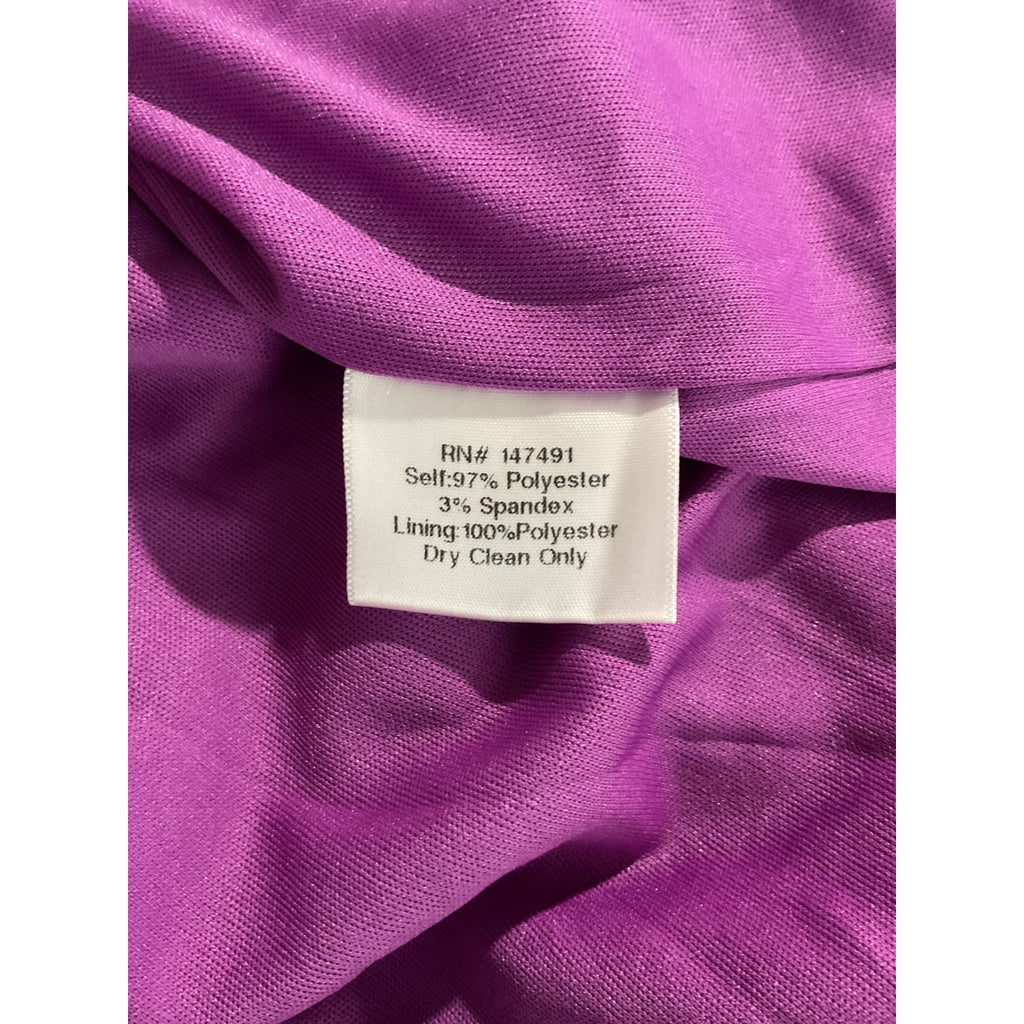 RN# 147491
Self:97% Polyester
3% Spandex
Lining:100%Polyester
Dry Clean Only